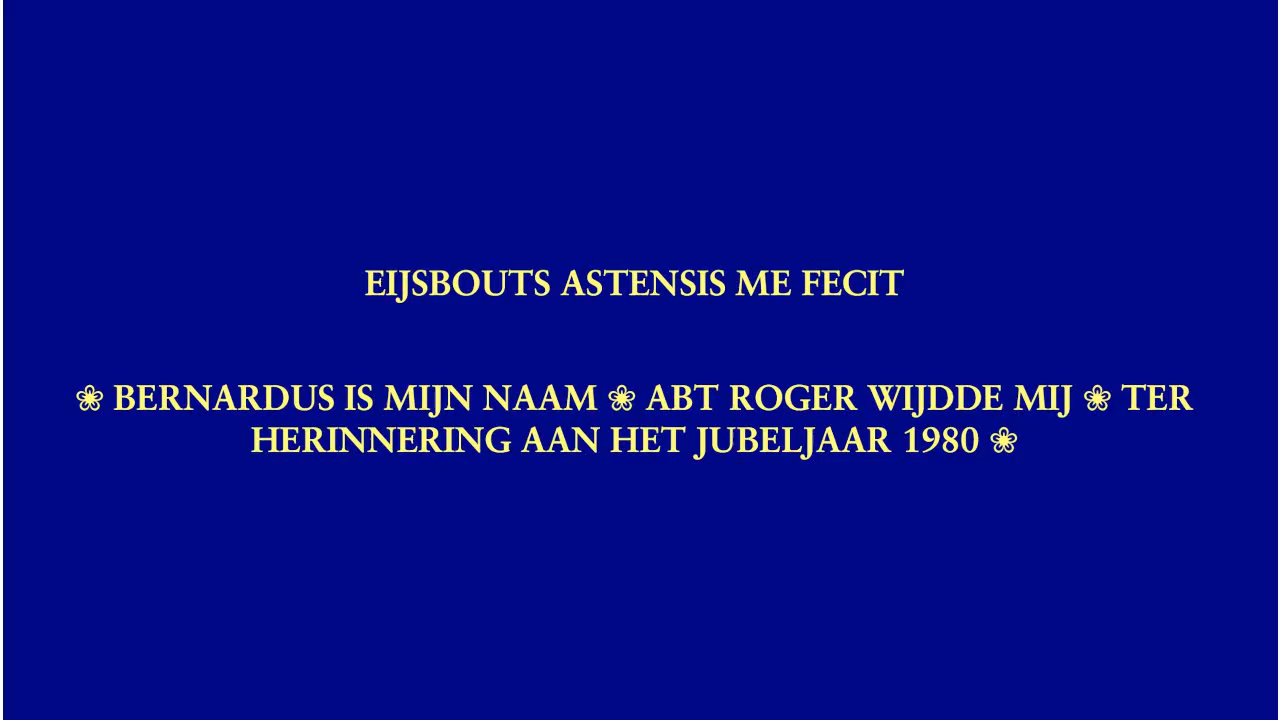 EIJSBOUTS ASTENSIS ME FECIT
❀ BERNARDUS IS MIJN NAAM ❀ ABT ROGER WIJDDE MIJ ❀ TER
HERINNERING AAN HET JUBELJAAR 1980 ❀